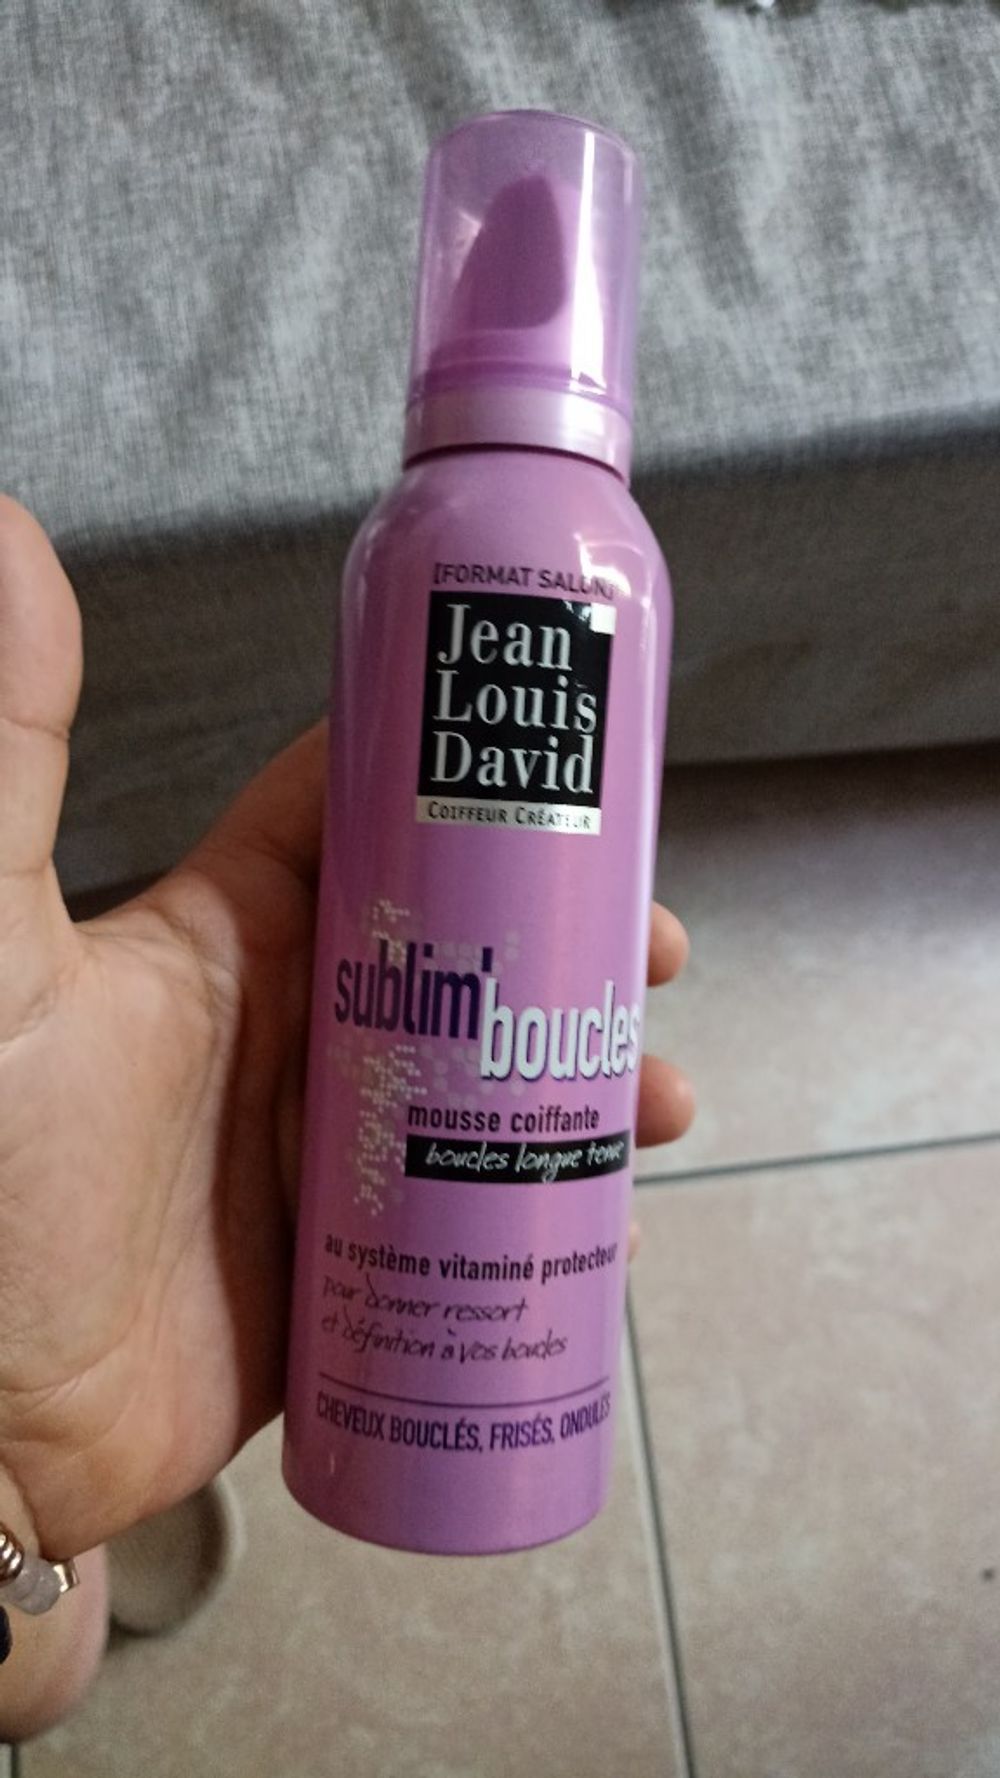 [FORMAT SALON]
Jean
Louis
David
COIFFEUR CRÉATEUR
sublim'boucles
mousse coiffante
boucles longue tenue
au système vitaminé protecteur
pour donner ressort
et définition à vos boucles
CHEVEUX BOUCLÉS, FRISÉS, ONDULÉS